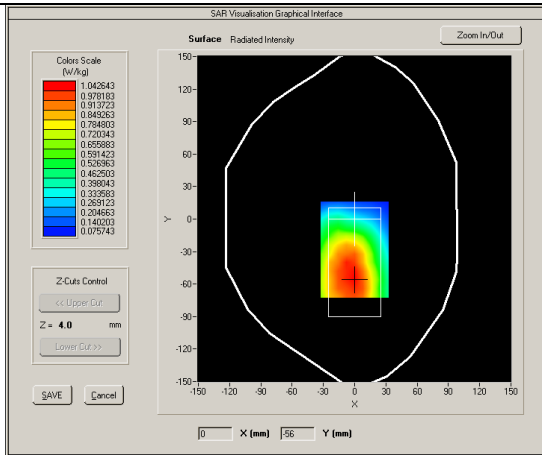 SAR Visualisation Graphical Interface
Surface Radiated Intensity
Zoom In/Out
Colors Scale
(W/kg)
1.042643
0.978183
0.913723
0.849263
0.784803
0.720343
0.655883
0.591423
0.526963
0.462503
0.398043
0.333583
0.269123
0.204663
0.140203
0.075743
Z-Cuts Control
<< Upper Cut
Z = 4.0 mm
Lower Cut >>
SAVE
Cancel
150
120
90
60
30
0
-30
-60
-90
-120
-150
Y
-150 -120 -90 -60 -30 0 30 60 90 120 150
X
0 X (mm) -56 Y (mm)